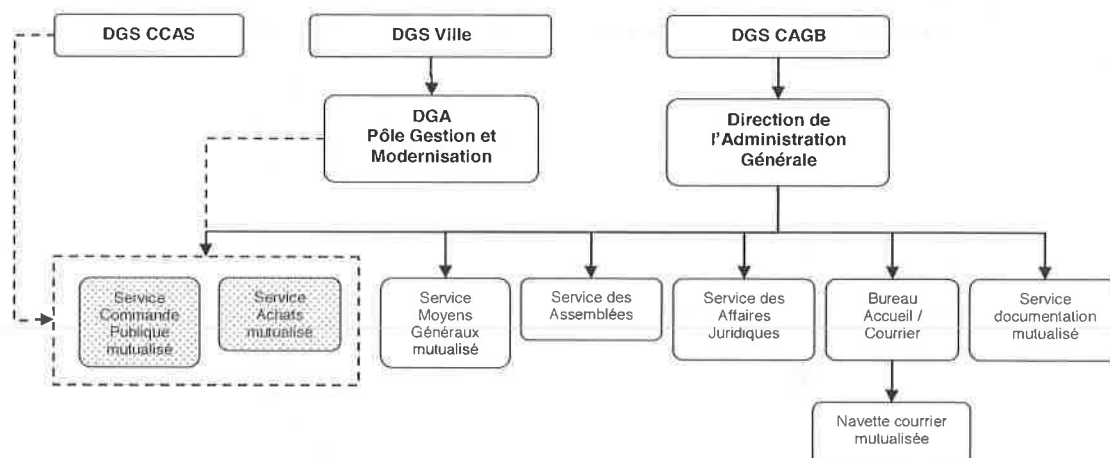 DGS CCAS
DGS Ville
DGS CAGB
DGA
Pôle Gestion et
Modernisation
Direction de
l'Administration
Générale
Service
Commande
Publique
mutualisé
Service
Achats
mutualisé
Service
Moyens
Généraux
mutualisé
Service des
Assemblées
Service des
Affaires
Juridiques
Bureau
Accueil /
Courrier
Service
documentation
mutualisé
Navette courrier
mutualisée